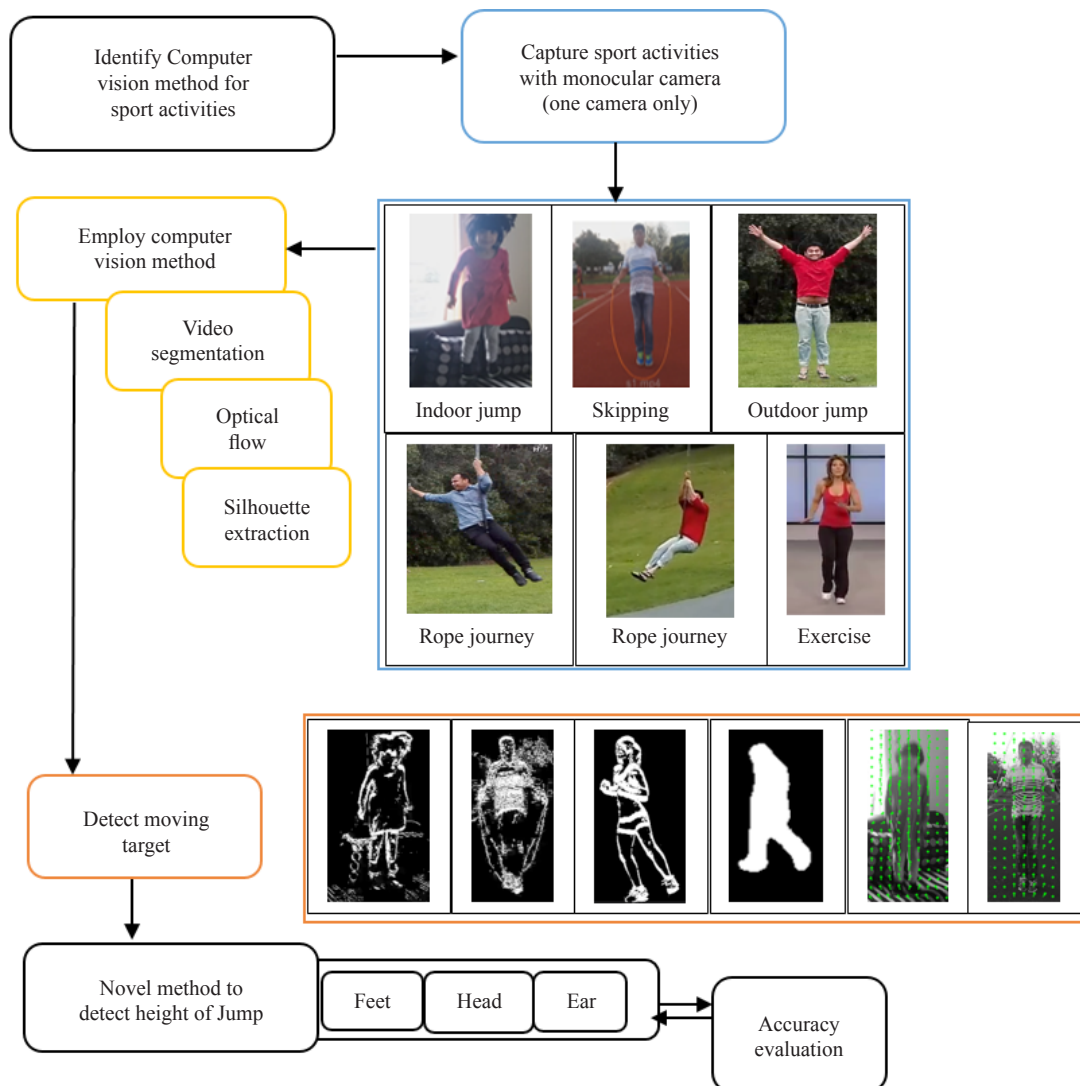 Identify Computer
vision method for
sport activities
Capture sport activities
with monocular camera
(one camera only)
Employ computer
vision method
Video
segmentation
Optical
flow
Silhouette
extraction
s1.mp4
Indoor jump
Skipping
Outdoor jump
Rope journey
Rope journey
Exercise
Detect moving
target
Novel method to
detect height of Jump
Feet
Head
Ear
Accuracy
evaluation